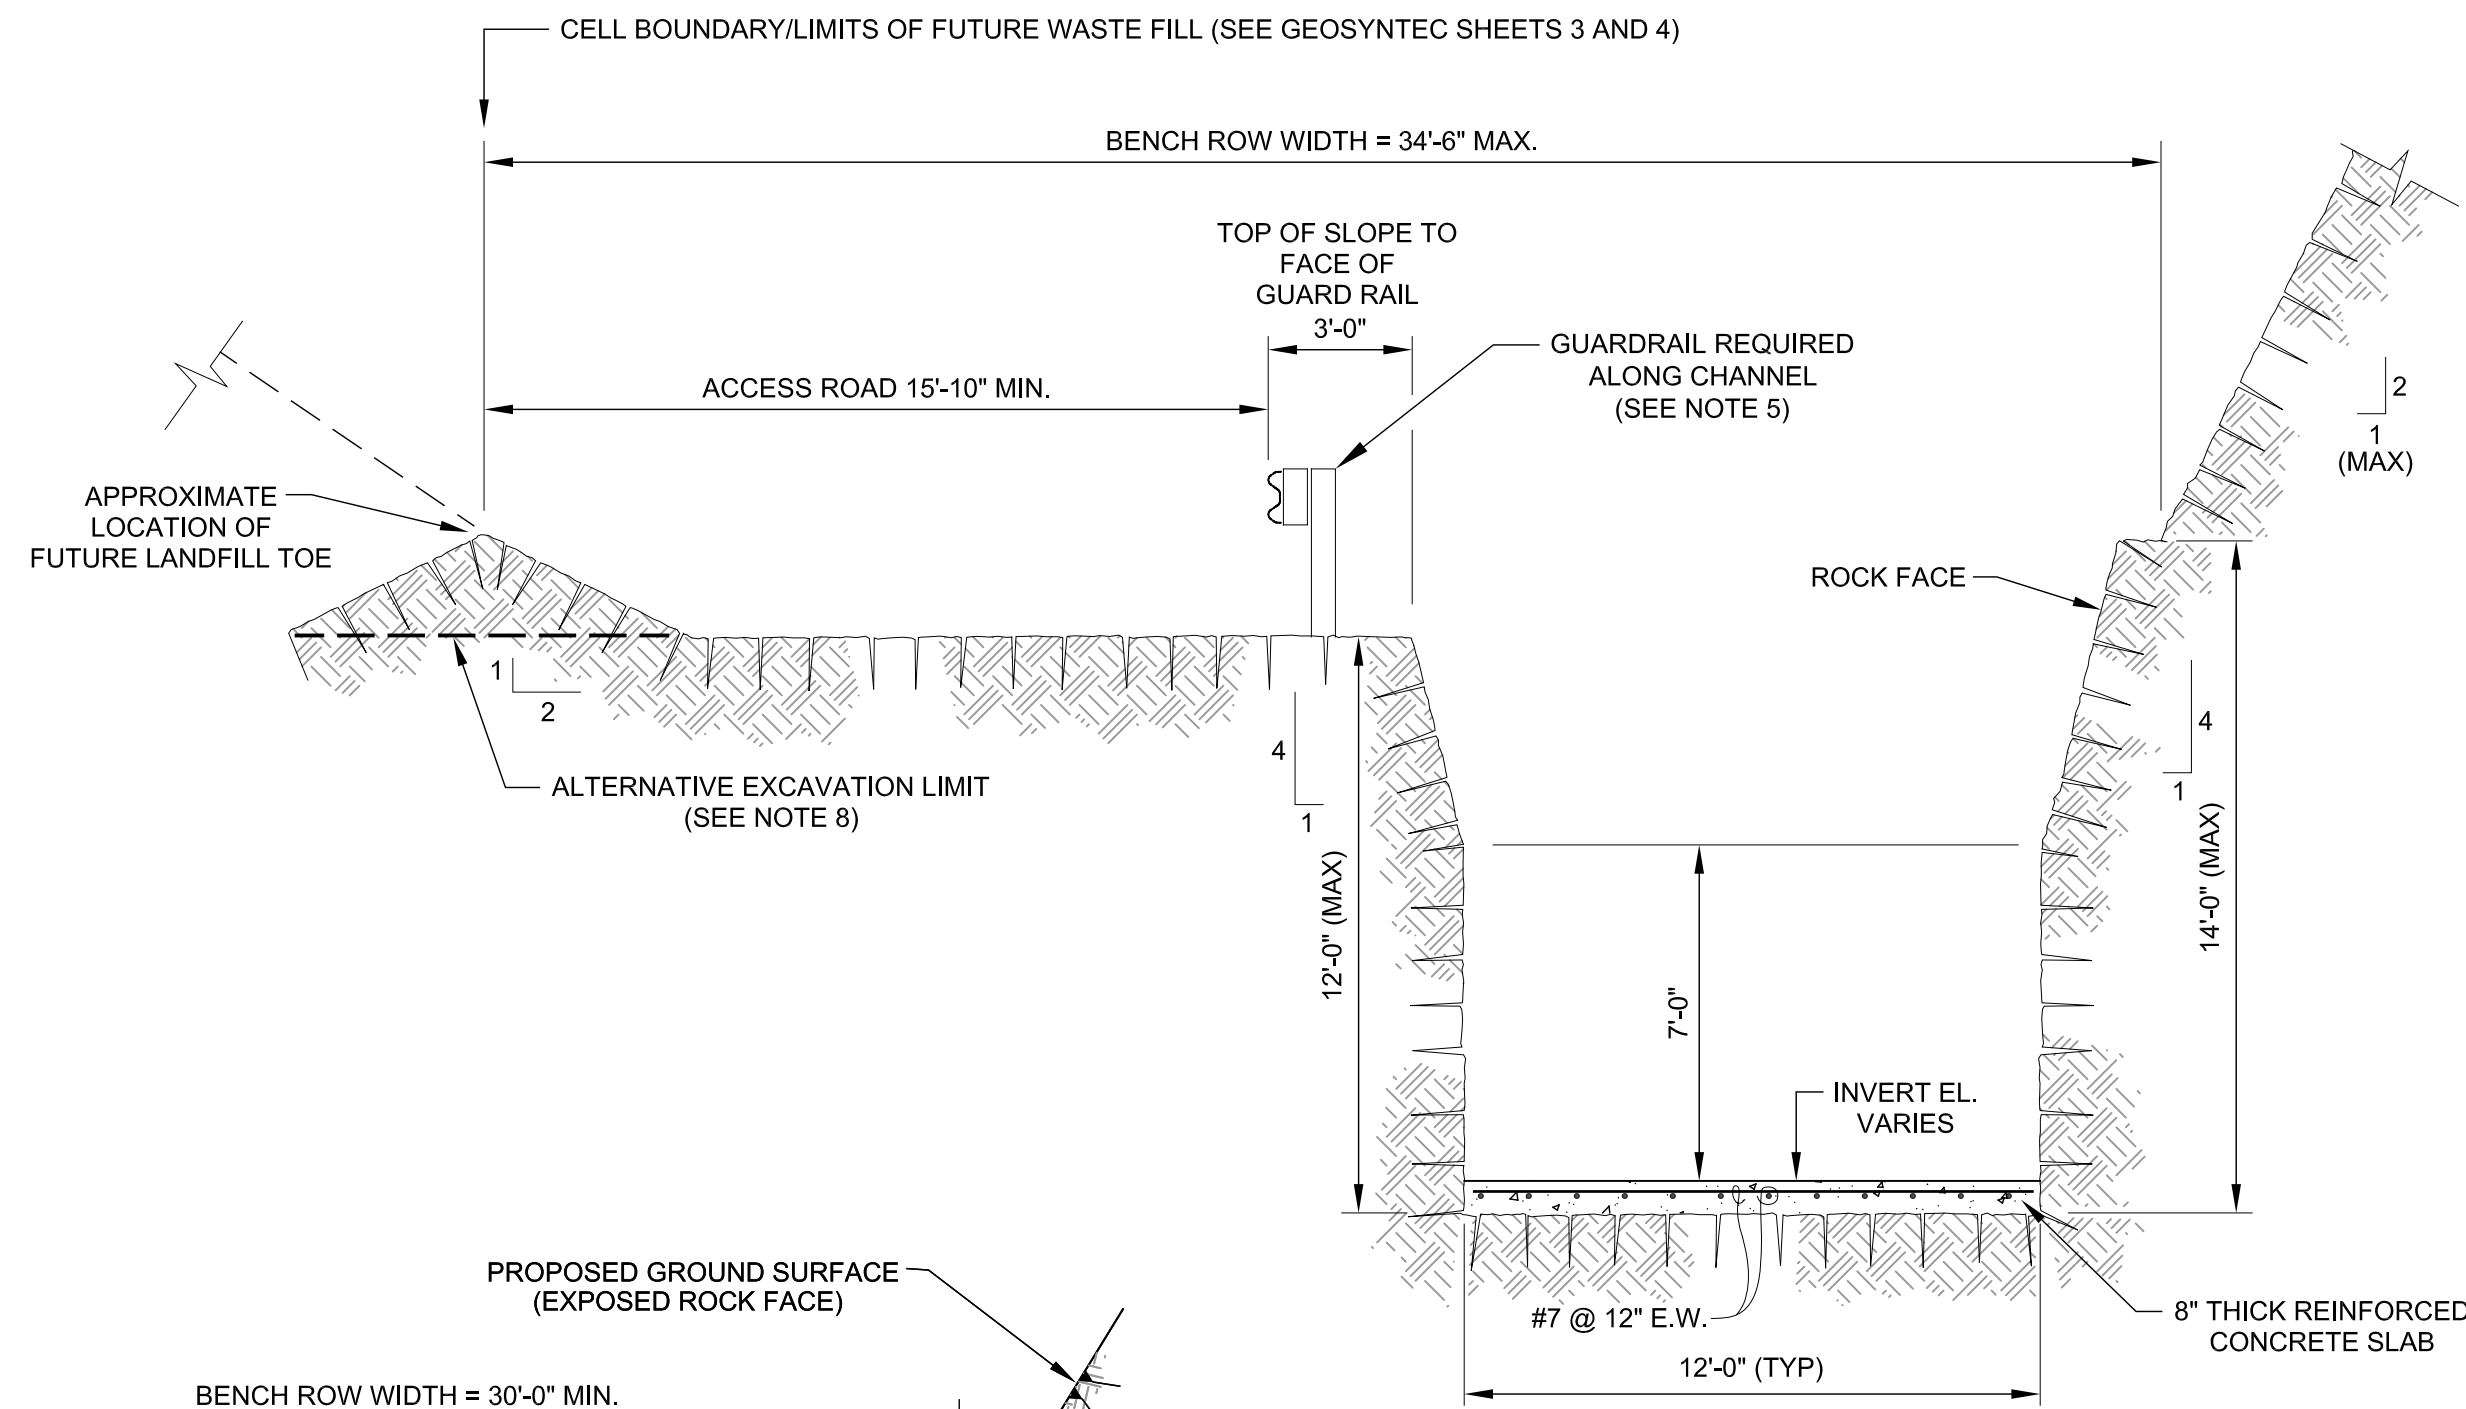 CELL BOUNDARY/LIMITS OF FUTURE WASTE FILL (SEE GEOSYNTEC SHEETS 3 AND 4)
BENCH ROW WIDTH = 34'-6" MAX.
TOP OF SLOPE TO
FACE OF
GUARD RAIL
3'-0"
GUARDRAIL REQUIRED
ALONG CHANNEL
(SEE NOTE 5)
ACCESS ROAD 15'-10" MIN.
2
1
(MAX)
APPROXIMATE
LOCATION OF
FUTURE LANDFILL TOE
ROCK FACE
1
2
4
1
4
1
ALTERNATIVE EXCAVATION LIMIT
(SEE NOTE 8)
12'-0" (MAX)
14'-0" (MAX)
7'-0"
INVERT EL.
VARIES
PROPOSED GROUND SURFACE
(EXPOSED ROCK FACE)
#7 @ 12" E.W.
8" THICK REINFORCED
CONCRETE SLAB
12'-0" (TYP)
BENCH ROW WIDTH = 30'-0" MIN.